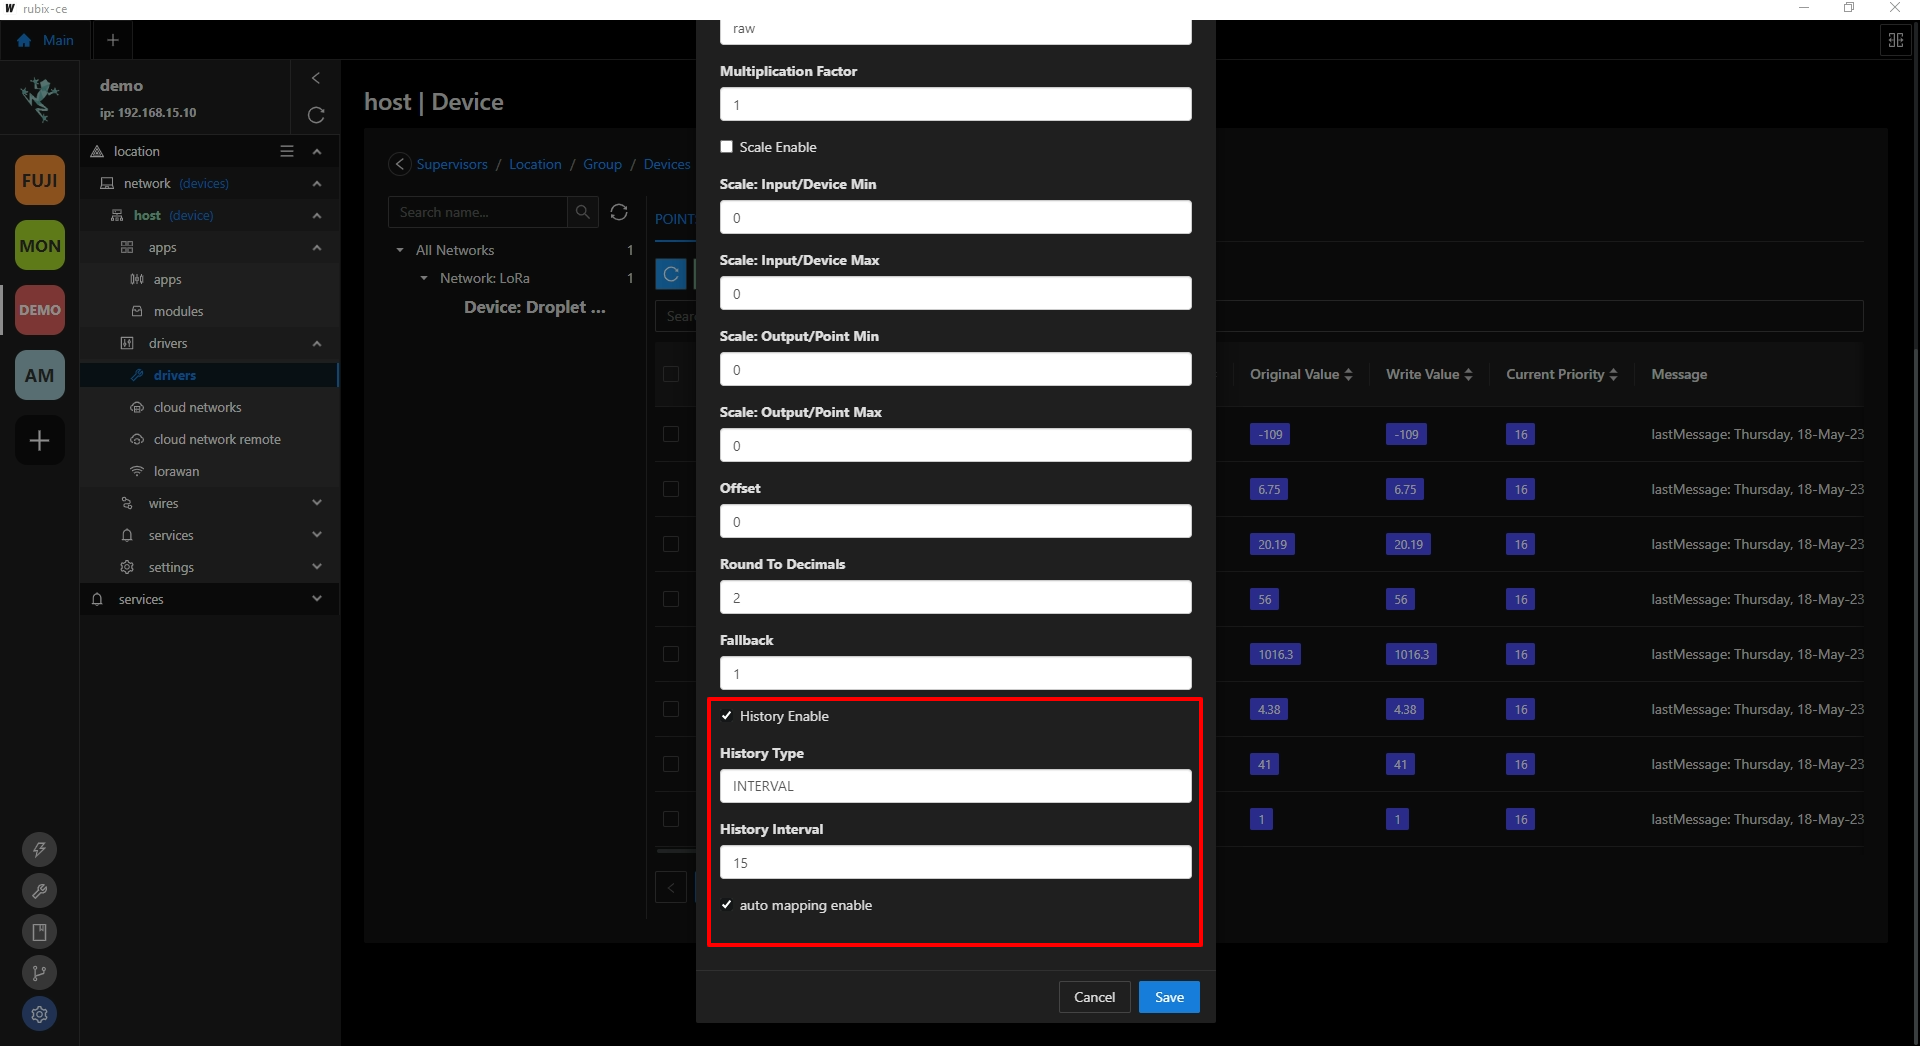 rubix-ce
Main
demo
ip: 192.168.15.10
FUJI
MON
DEMO
AM
location
network (devices)
host (device)
apps
apps
modules
drivers
drivers
cloud networks
cloud network remote
lorawan
wires
services
settings
services
host | Device
Supervisors / Location / Group / Devices
Search name...
All Networks 1
Network: LoRa 1
Device: Droplet ...
raw
Multiplication Factor
1
Scale Enable
Scale: Input/Device Min
0
Scale: Input/Device Max
0
Scale: Output/Point Min
0
Scale: Output/Point Max
0
Offset
0
Round To Decimals
2
Fallback
1
History Enable
History Type
INTERVAL
History Interval
15
auto mapping enable
Cancel Save
Original Value Write Value Current Priority Message
-109 -109 16 lastMessage: Thursday, 18-May-23
6.75 6.75 16 lastMessage: Thursday, 18-May-23
20.19 20.19 16 lastMessage: Thursday, 18-May-23
56 56 16 lastMessage: Thursday, 18-May-23
1016.3 1016.3 16 lastMessage: Thursday, 18-May-23
4.38 4.38 16 lastMessage: Thursday, 18-May-23
41 41 16 lastMessage: Thursday, 18-May-23
1 1 16 lastMessage: Thursday, 18-May-23